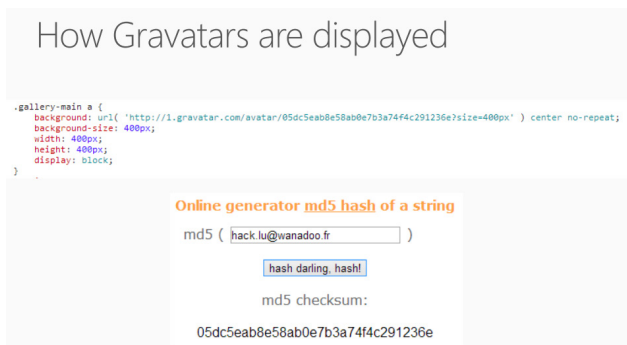 How Gravatars are displayed
.gallery-main a {
background: url( 'http://1.gravatar.com/avatar/05dc5eab8e58ab0e7b3a74f4c291236e?size=400px' ) center no-repeat;
background-size: 400px;
width: 400px;
height: 400px;
display: block;
}
Online generator md5 hash of a string
md5 ( hack.lu@wanadoo.fr )
hash darling, hash!
md5 checksum:
05dc5eab8e58ab0e7b3a74f4c291236e